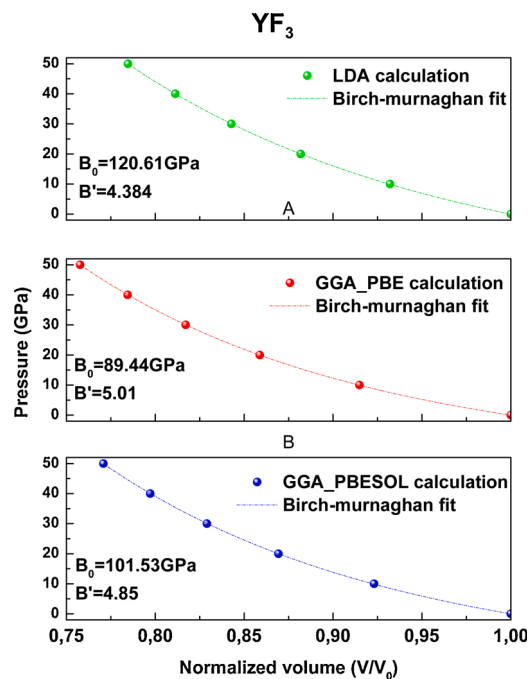 YF₃
50
40
30
20
10
0
LDA calculation
Birch-murnaghan fit
B₀=120.61GPa
B'=4.384
A
50
40
30
20
10
0
GGA_PBE calculation
Birch-murnaghan fit
B₀=89.44GPa
B'=5.01
B
Pressure (GPa)
50
40
30
20
10
0
GGA_PBESOL calculation
Birch-murnaghan fit
B₀=101.53GPa
B'=4.85
0,75 0,80 0,85 0,90 0,95 1,00
Normalized volume (V/V₀)